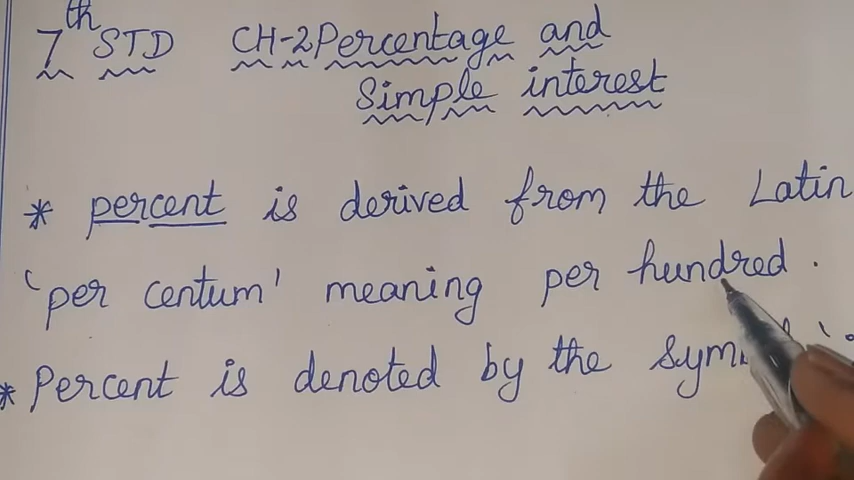 7th STD CH-2 Percentage and
Simple interest
* percent is derived from the Latin
'per centum' meaning per hundred.
* Percent is denoted by the